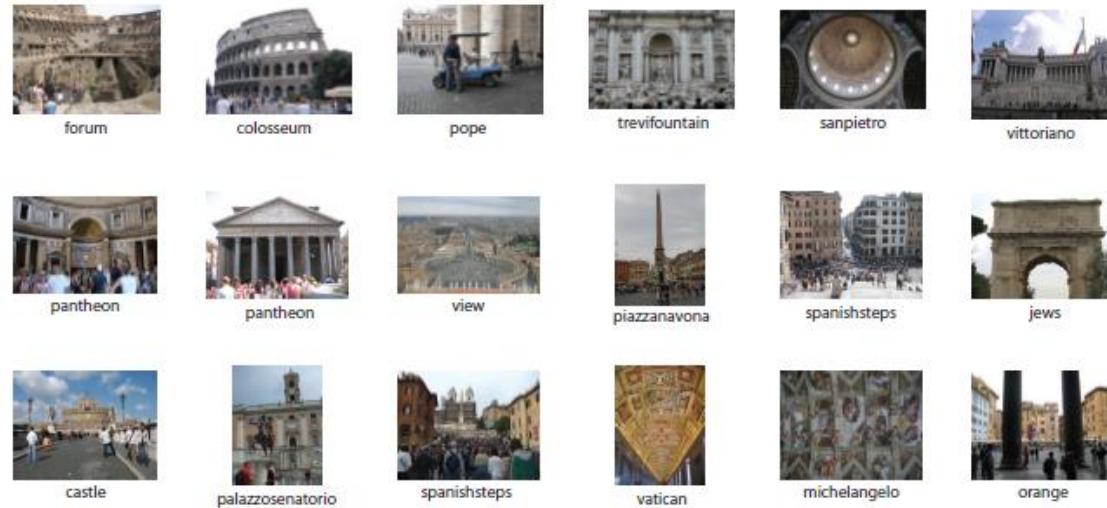 forum
colosseum
pope
trevifountain
sanpietro
vittoriano
pantheon
pantheon
view
piazzanavona
spanishsteps
jews
castle
palazzosenatorio
spanishsteps
vatican
michelangelo
orange